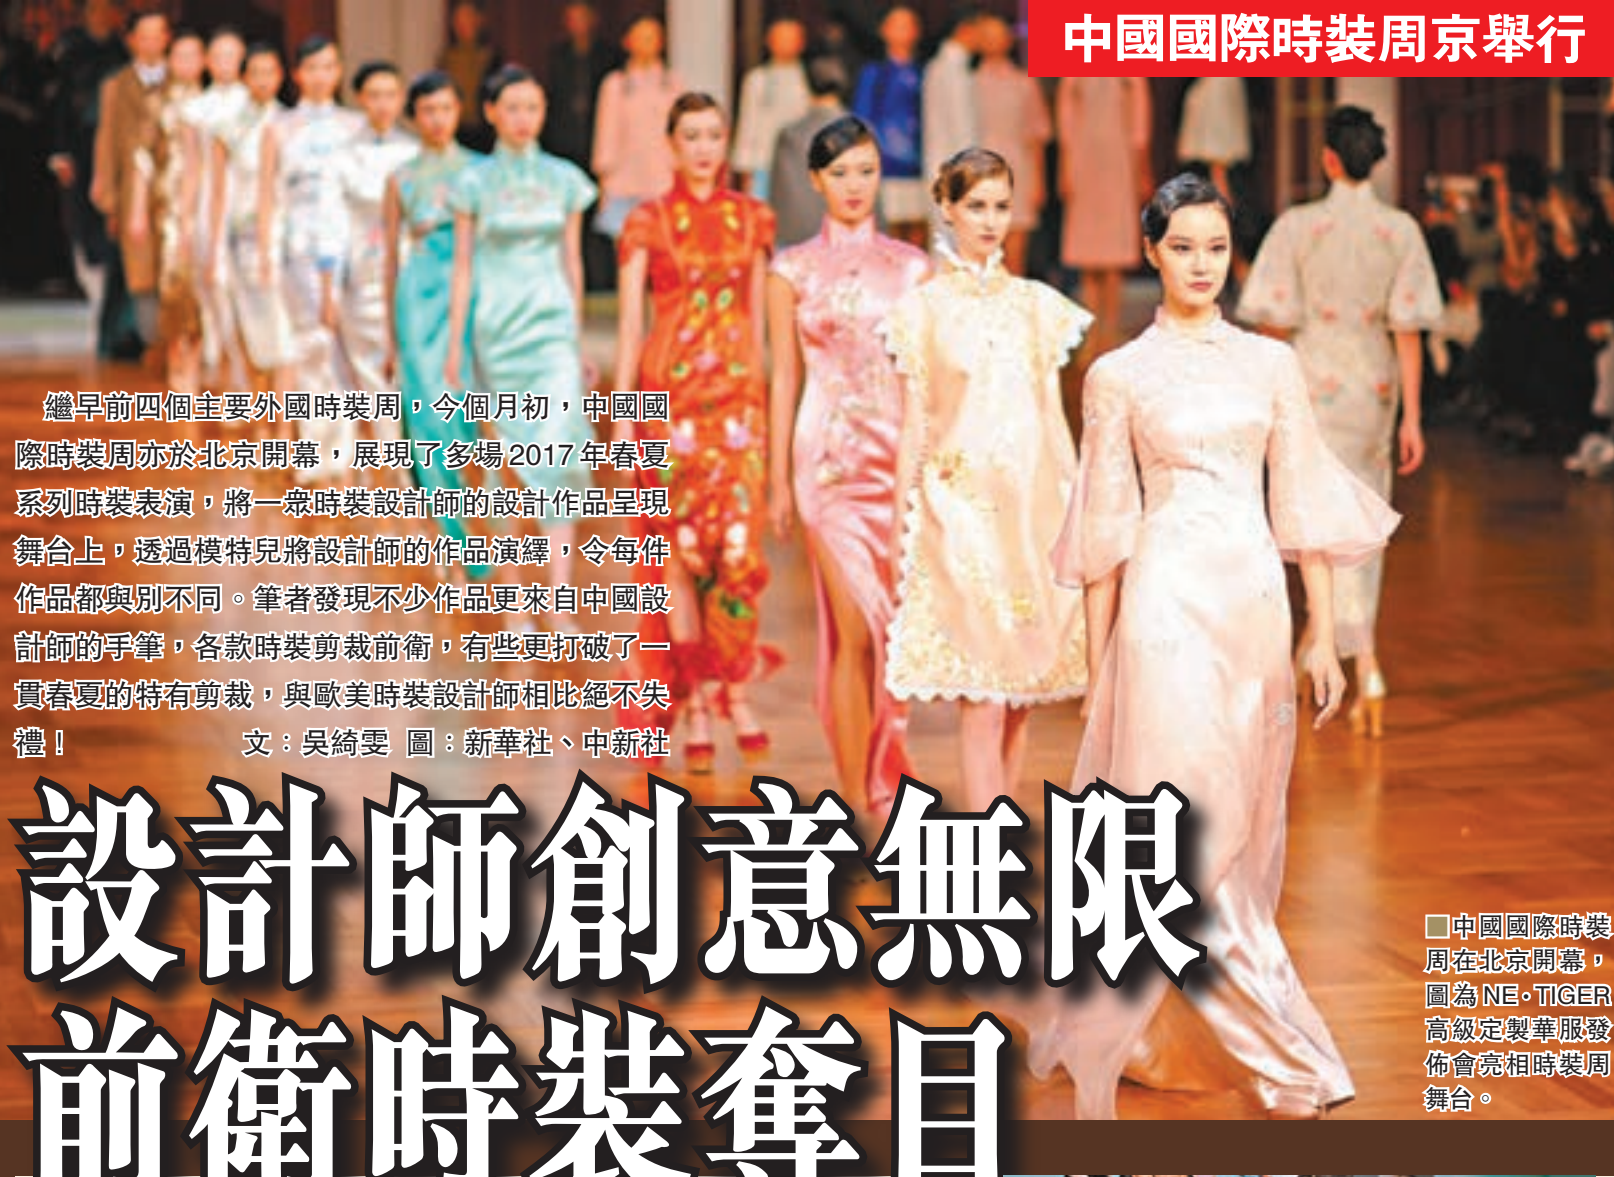 中國國際時裝周京舉行
繼早前四個主要外國時裝周，今個月初，中國國
際時裝周亦於北京開幕，展現了多場2017年春夏
系列時裝表演，將一衆時裝設計師的設計作品呈現
舞台上，透過模特兒將設計師的作品演繹，令每件
作品都與別不同。筆者發現不少作品更來自中國設
計師的手筆，各款時裝剪裁前衛，有些更打破了一
貫春夏的特有剪裁，與歐美時裝設計師相比絕不失
禮！ 文：吳綺雯 圖：新華社、中新社
設計師創意無限
前衛時裝奪目
■中國國際時裝
周在北京開幕，
圖為NE·TIGER
高級定製華服發
佈會亮相時裝周
舞台。